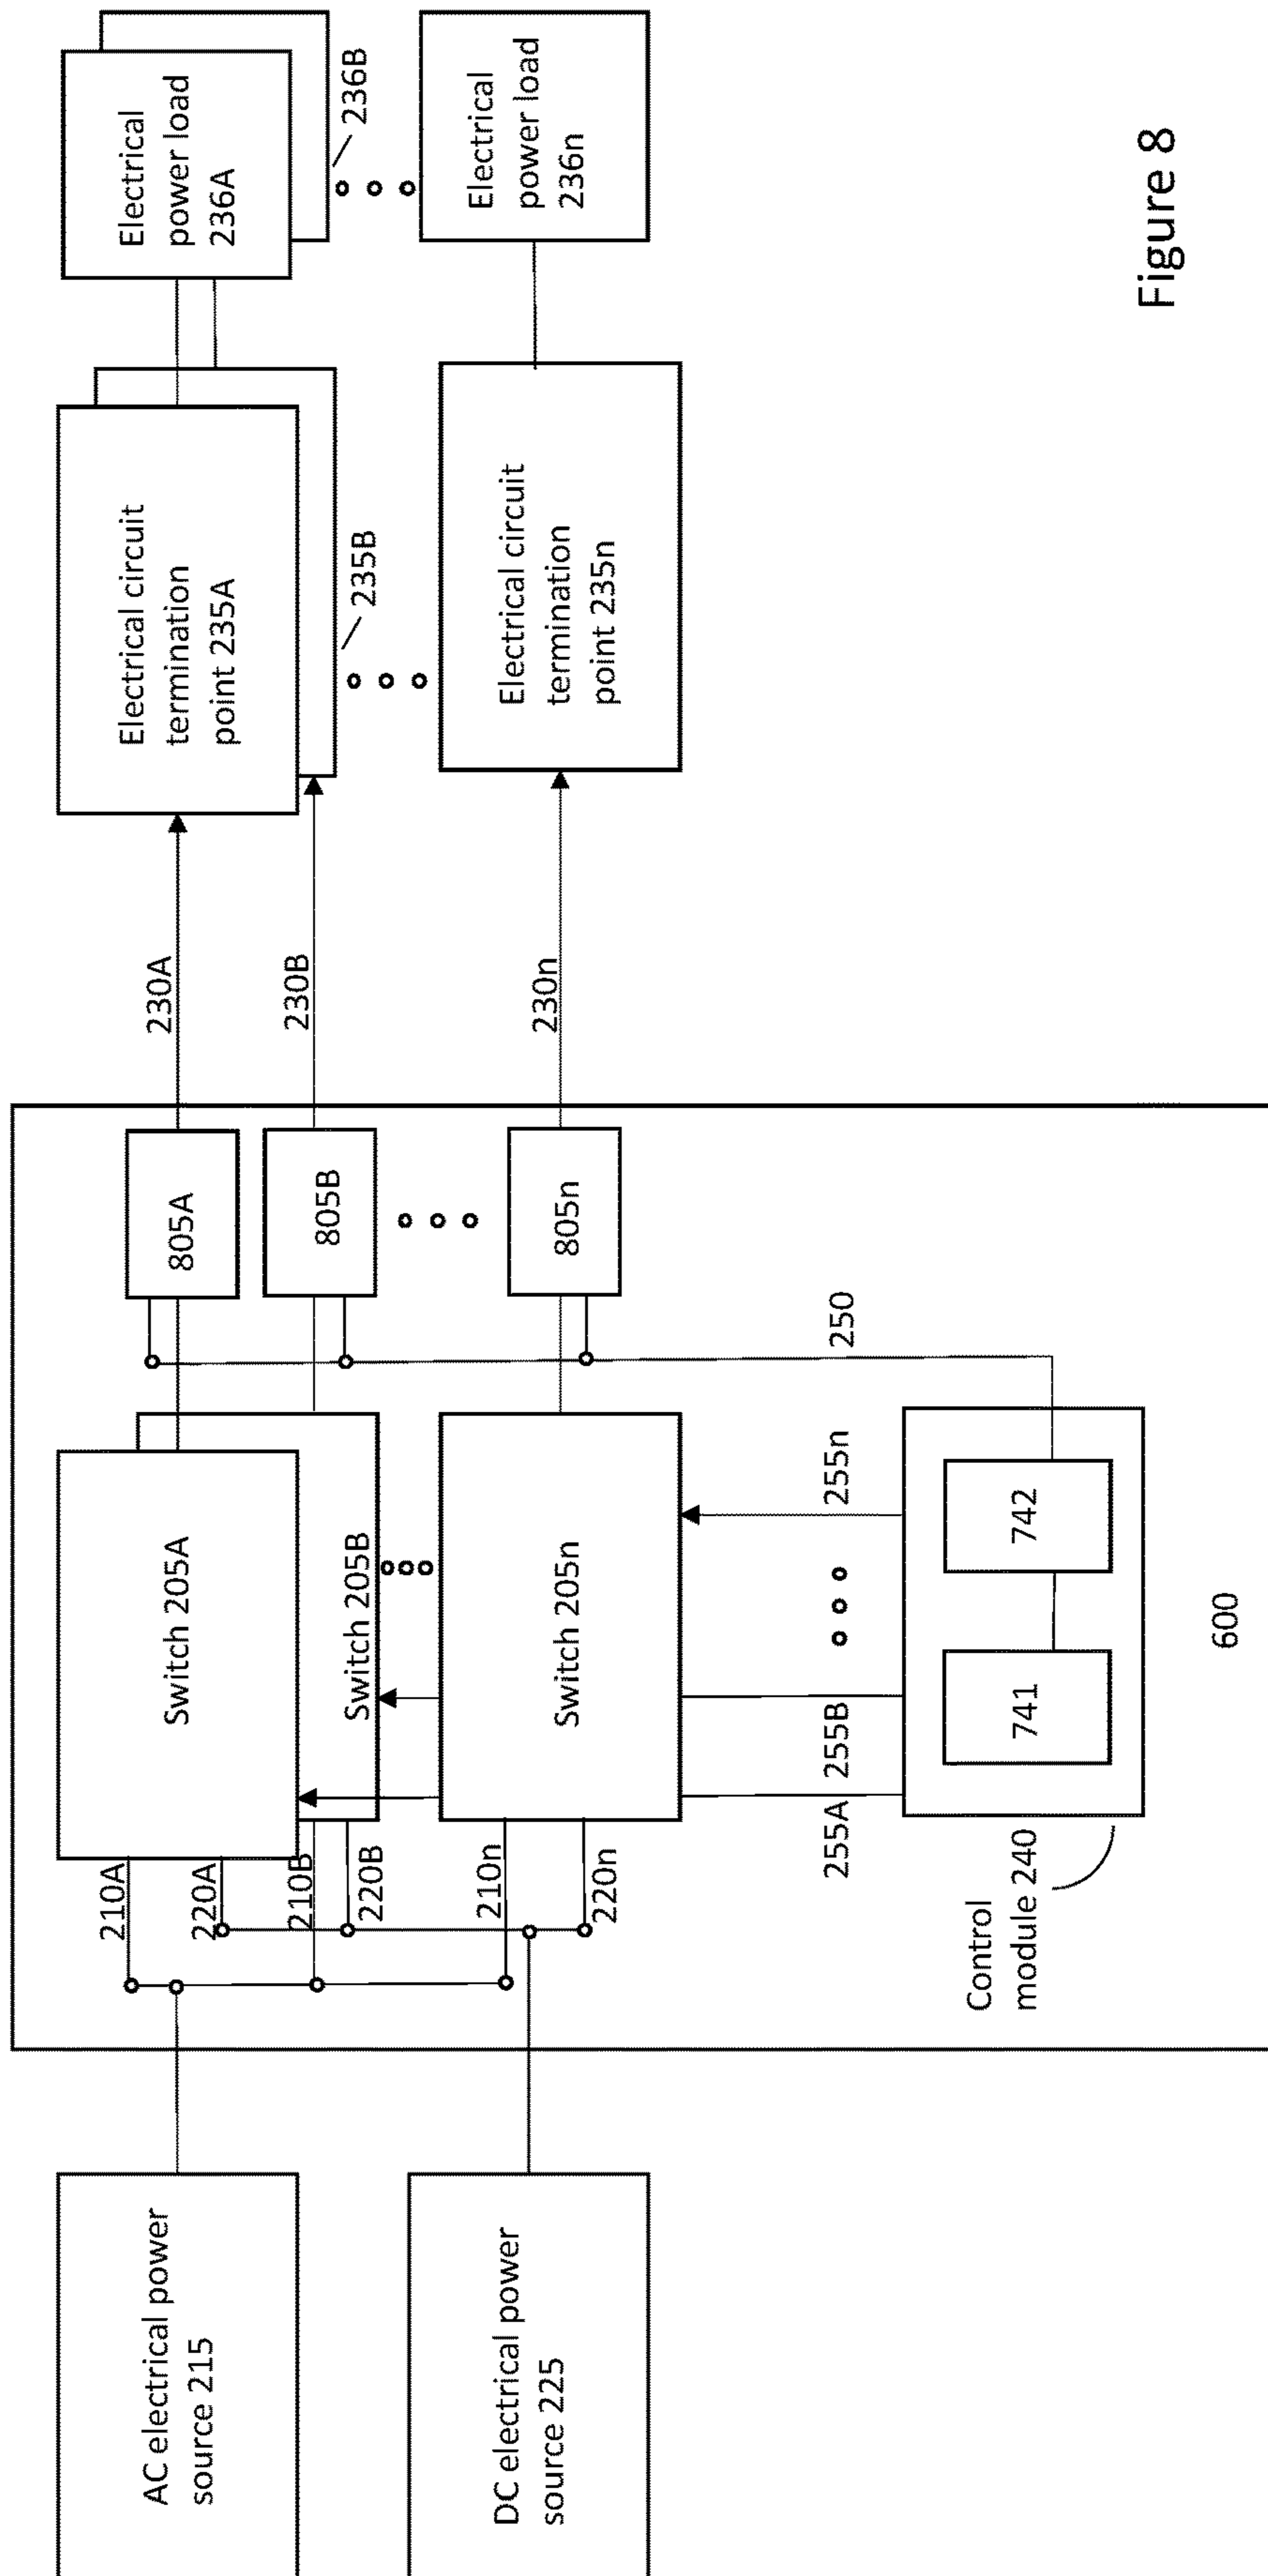 AC electrical power
source 215
DC electrical power
source 225
210A
220A
210B
220B
210n
220n
Switch 205A
Switch 205B
Switch 205n
255A
255B
255n
Control
module 240
741
742
600
250
805A
805B
805n
230A
230B
230n
Electrical circuit
termination
point 235A
235B
Electrical circuit
termination
point 235n
Electrical
power load
236A
236B
Electrical
power load
236n
Figure 8